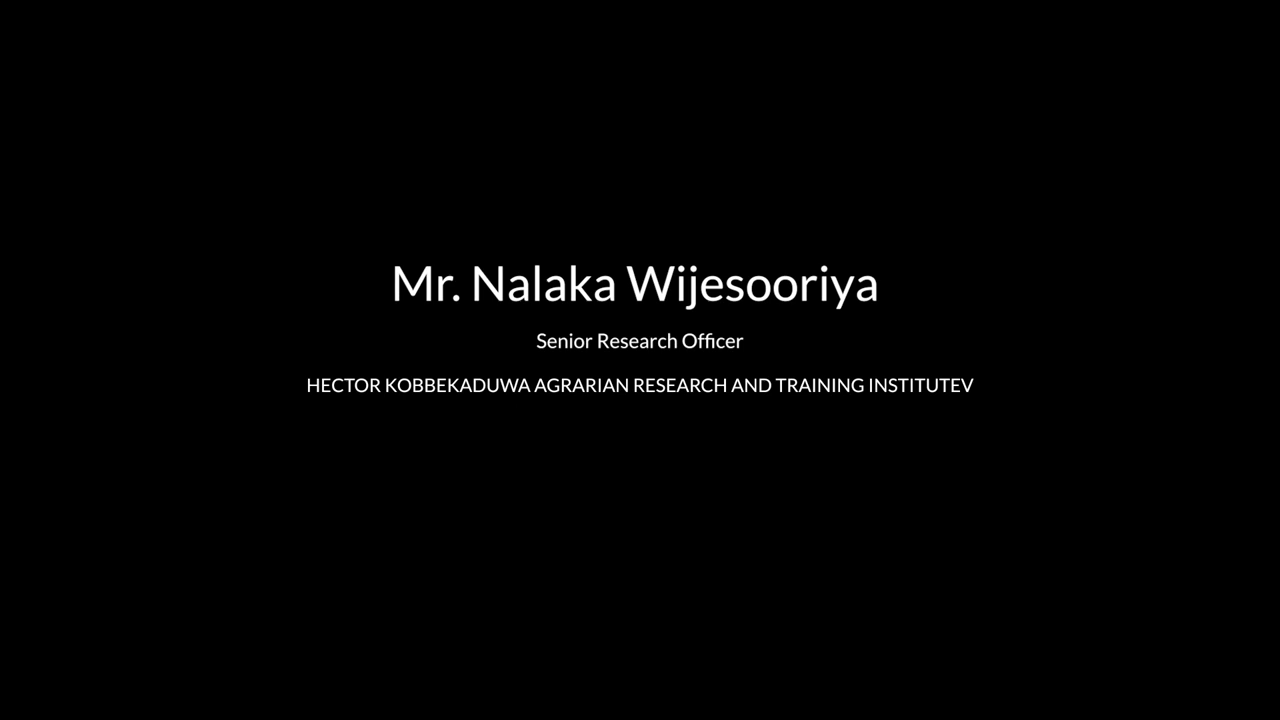 Mr. Nalaka Wijesooriya
Senior Research Officer
HECTOR KOBBEKADUWA AGRARIAN RESEARCH AND TRAINING INSTITUTEV